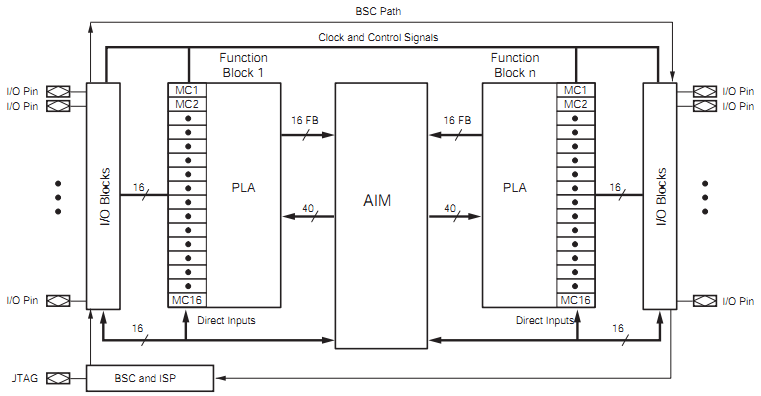 BSC Path
Clock and Control Signals
Function
Block 1
Function
Block n
I/O Pin
I/O Pin
MC1
MC2
MC1
MC2
I/O Pin
I/O Pin
16 FB
16 FB
I/O Blocks
16
PLA
AIM
PLA
16
I/O Blocks
40
40
I/O Pin
MC16
MC16
I/O Pin
16
Direct Inputs
Direct Inputs
16
JTAG
BSC and ISP